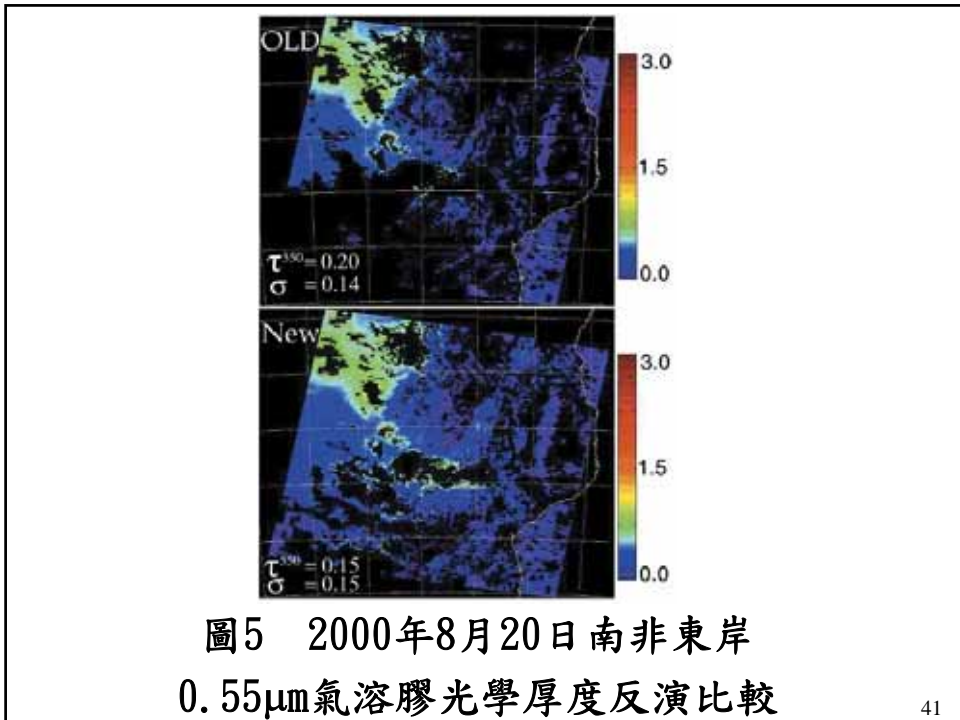 OLD
3.0
1.5
0.0
τ⁵⁵⁰ = 0.20
σ = 0.14
New
3.0
1.5
0.0
τ⁵⁵⁰ = 0.15
σ = 0.15
圖5 2000年8月20日南非東岸
0.55μm氣溶膠光學厚度反演比較
41